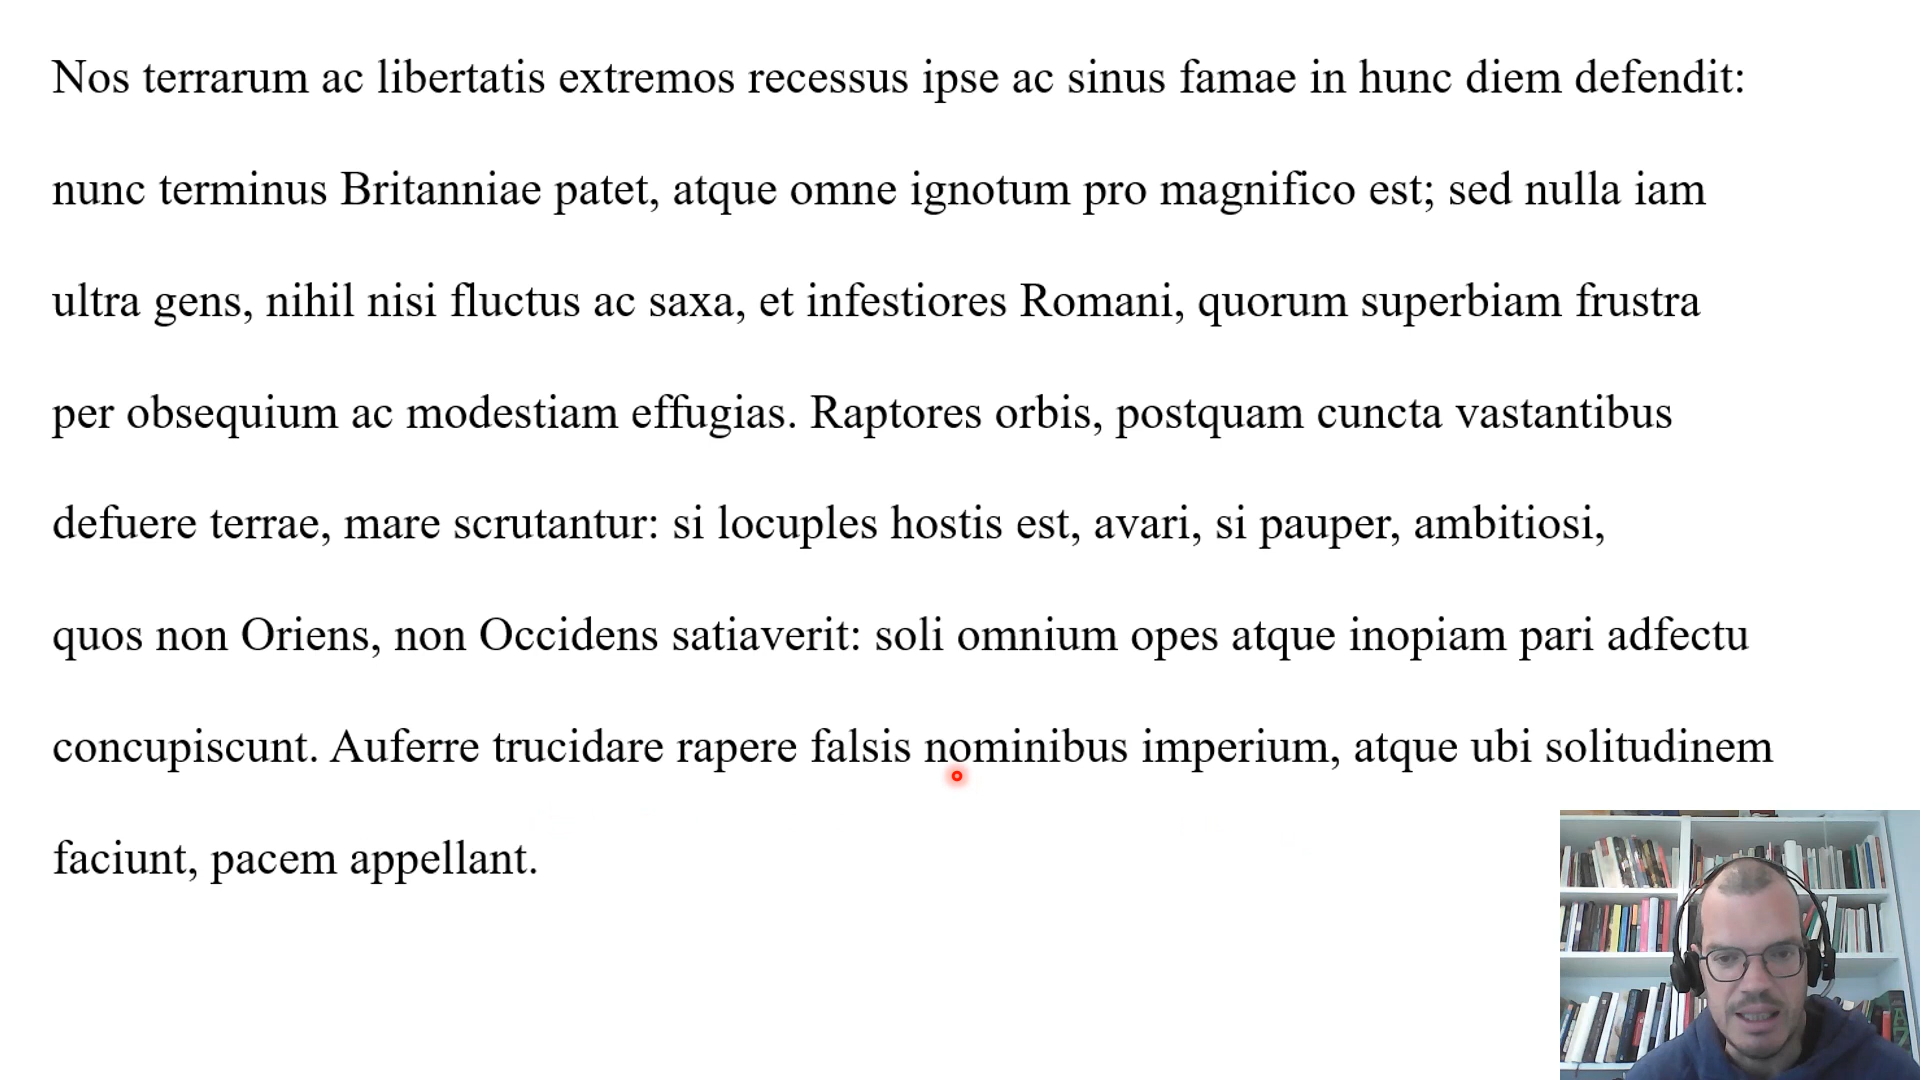 Nos terrarum ac libertatis extremos recessus ipse ac sinus famae in hunc diem defendit:
nunc terminus Britanniae patet, atque omne ignotum pro magnifico est; sed nulla iam
ultra gens, nihil nisi fluctus ac saxa, et infestiores Romani, quorum superbiam frustra
per obsequium ac modestiam effugias. Raptores orbis, postquam cuncta vastantibus
defuere terrae, mare scrutantur: si locuples hostis est, avari, si pauper, ambitiosi,
quos non Oriens, non Occidens satiaverit: soli omnium opes atque inopiam pari adfectu
concupiscunt. Auferre trucidare rapere falsis nominibus imperium, atque ubi solitudinem
faciunt, pacem appellant.